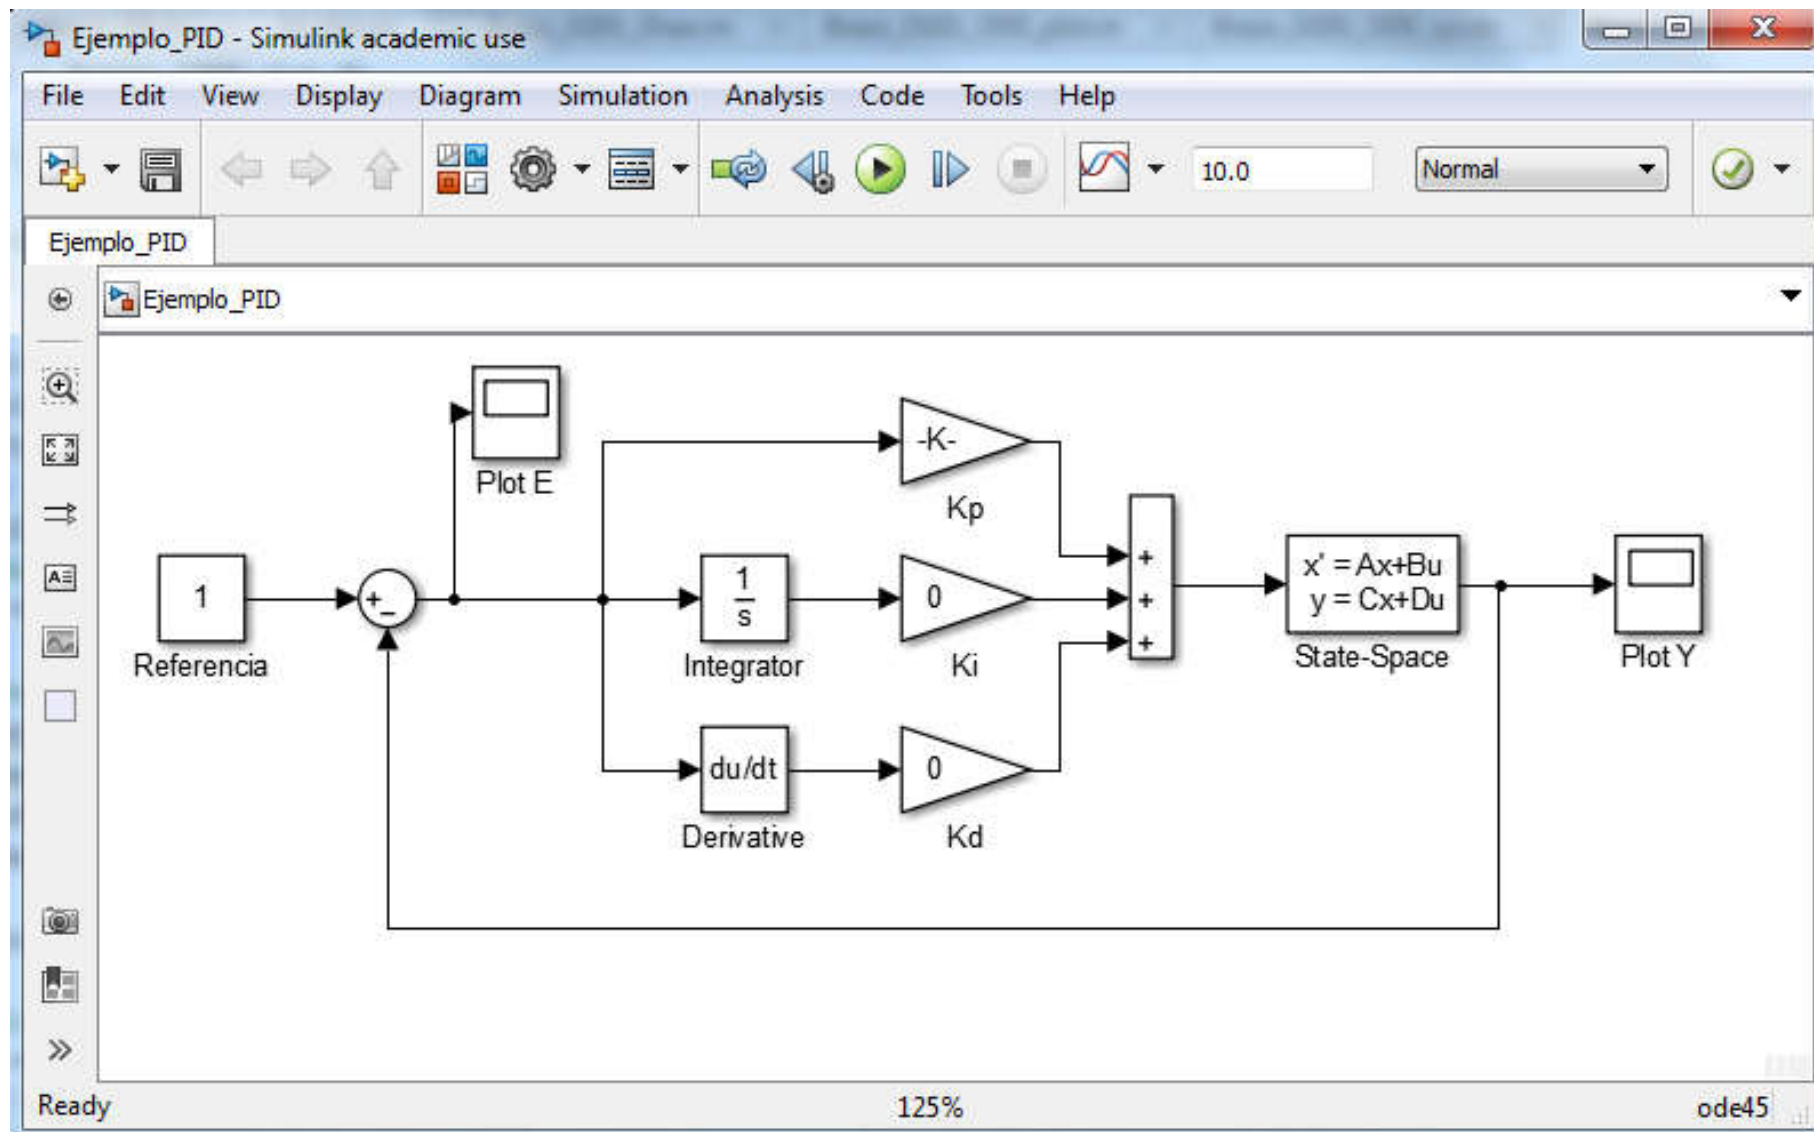 Ejemplo_PID - Simulink academic use
File Edit View Display Diagram Simulation Analysis Code Tools Help
10.0 Normal
Ejemplo_PID
Ejemplo_PID
Plot E
-K-
Kp
1
Referencia
+
-
1
s
Integrator
0
Ki
+
+
+
x' = Ax+Bu
y = Cx+Du
State-Space
Plot Y
du/dt
Derivative
0
Kd
Ready 125% ode45